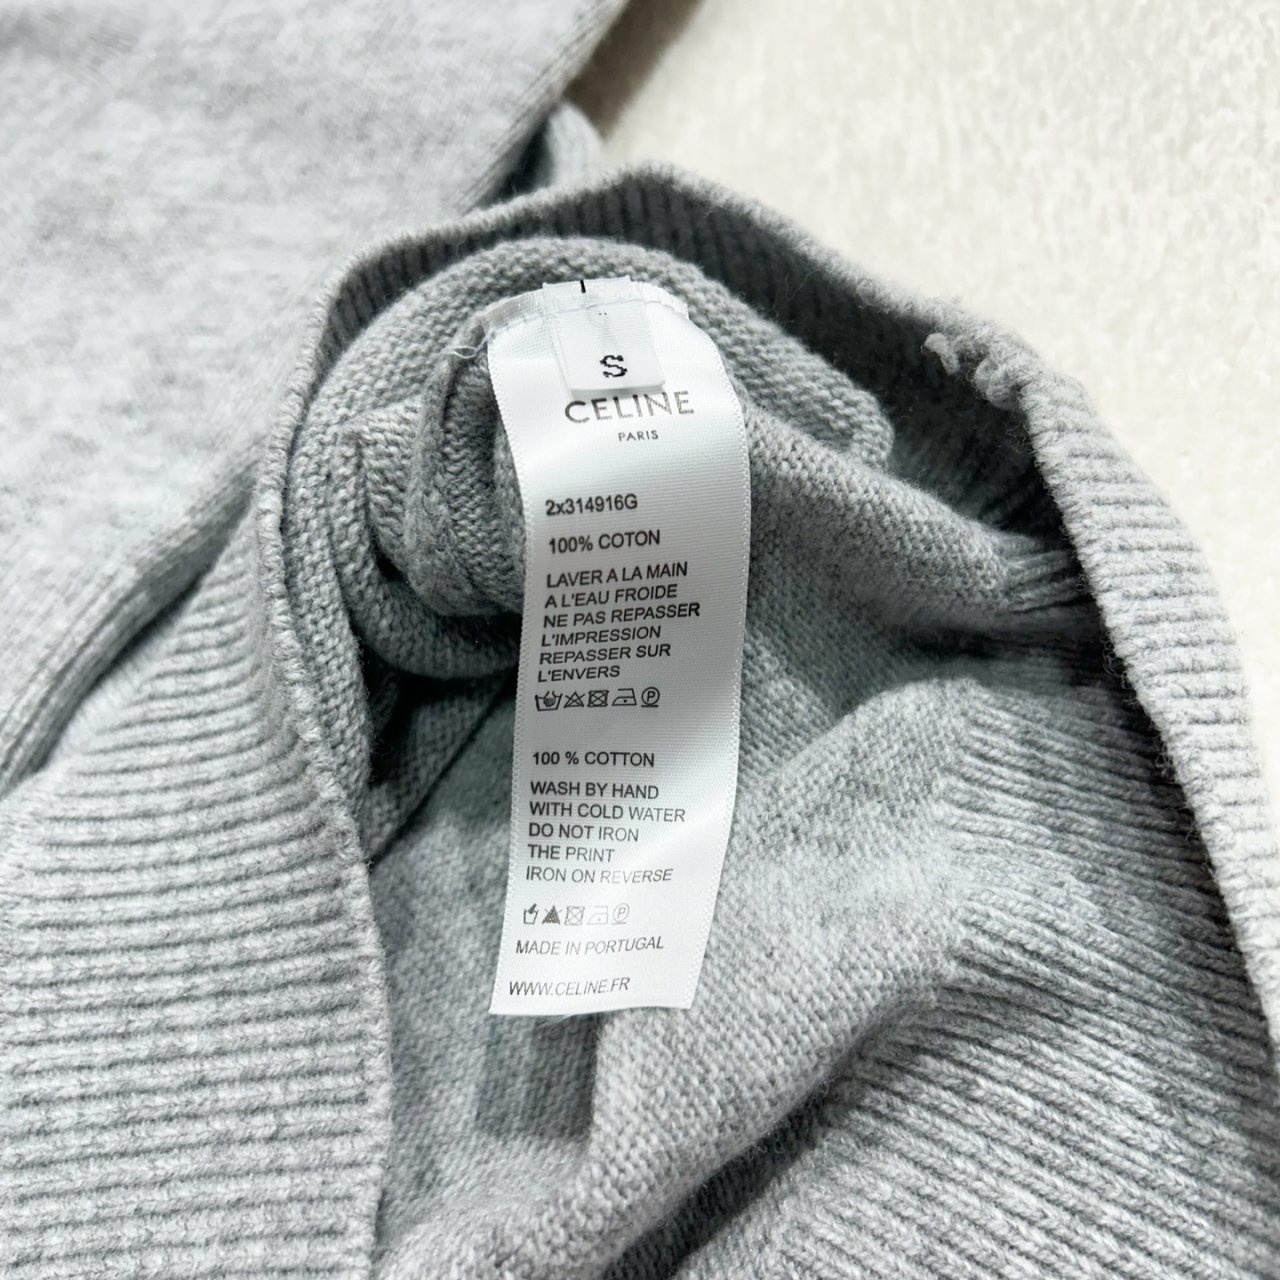 S
CELINE
PARIS
2x314916G
100% COTON
LAVER A LA MAIN
A L'EAU FROIDE
NE PAS REPASSER
L'IMPRESSION
REPASSER SUR
L'ENVERS
100 % COTTON
WASH BY HAND
WITH COLD WATER
DO NOT IRON
THE PRINT
IRON ON REVERSE
MADE IN PORTUGAL
WWW.CELINE.FR